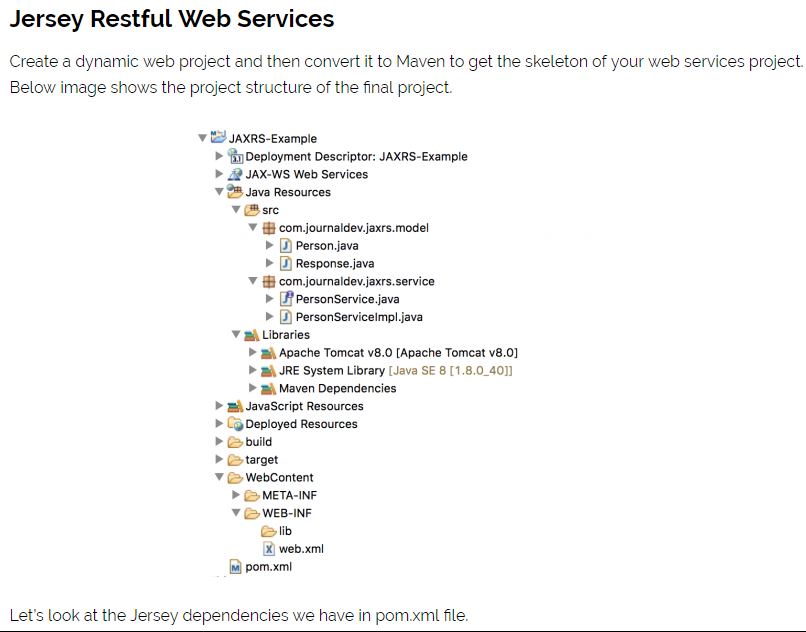 Jersey Restful Web Services
Create a dynamic web project and then convert it to Maven to get the skeleton of your web services project.
Below image shows the project structure of the final project.
JAXRS-Example
Deployment Descriptor: JAXRS-Example
JAX-WS Web Services
Java Resources
src
com.journaldev.jaxrs.model
Person.java
Response.java
com.journaldev.jaxrs.service
PersonService.java
PersonServiceImpl.java
Libraries
Apache Tomcat v8.0 [Apache Tomcat v8.0]
JRE System Library [Java SE 8 [1.8.0_40]]
Maven Dependencies
JavaScript Resources
Deployed Resources
build
target
WebContent
META-INF
WEB-INF
lib
web.xml
pom.xml
Let's look at the Jersey dependencies we have in pom.xml file.